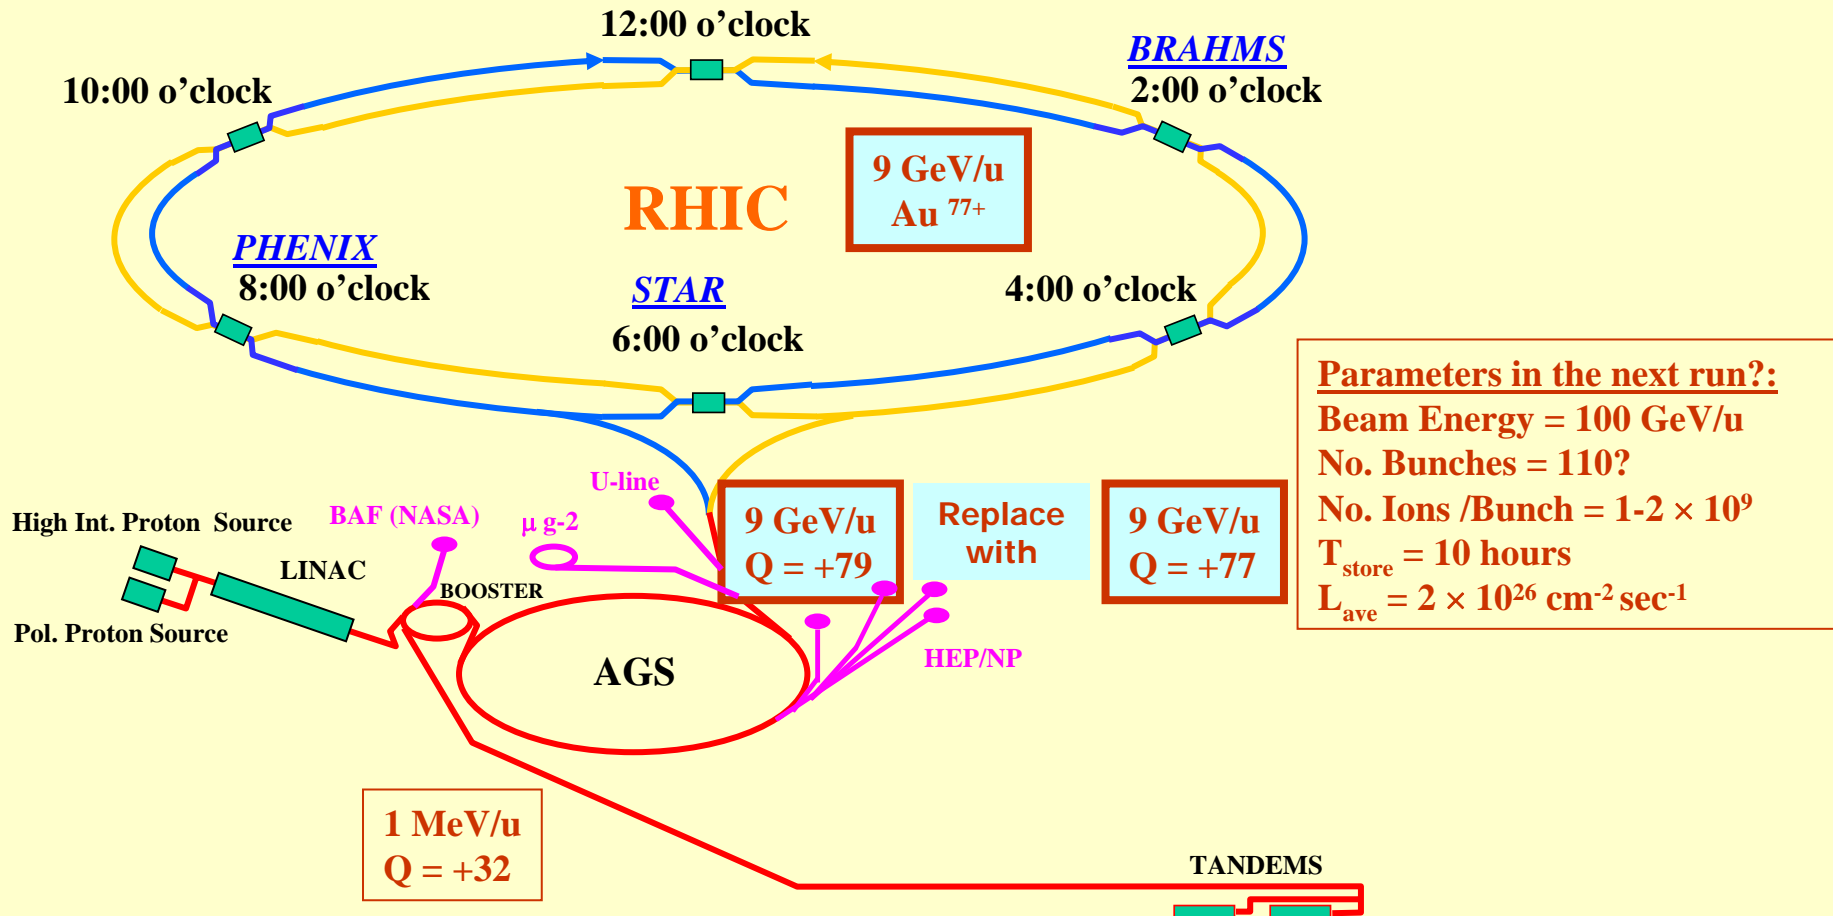 12:00 o’clock
BRAHMS
2:00 o’clock
10:00 o’clock
9 GeV/u
Au 77+
RHIC
PHENIX
8:00 o’clock
STAR
6:00 o’clock
4:00 o’clock
Parameters in the next run?:
Beam Energy = 100 GeV/u
No. Bunches = 110?
No. Ions /Bunch = 1-2 × 10⁹
T_store = 10 hours
L_ave = 2 × 10²⁶ cm⁻² sec⁻¹
U-line
High Int. Proton Source
BAF (NASA)
μ g-2
9 GeV/u
Q = +79
Replace
with
9 GeV/u
Q = +77
LINAC
BOOSTER
Pol. Proton Source
AGS
HEP/NP
1 MeV/u
Q = +32
TANDEMS